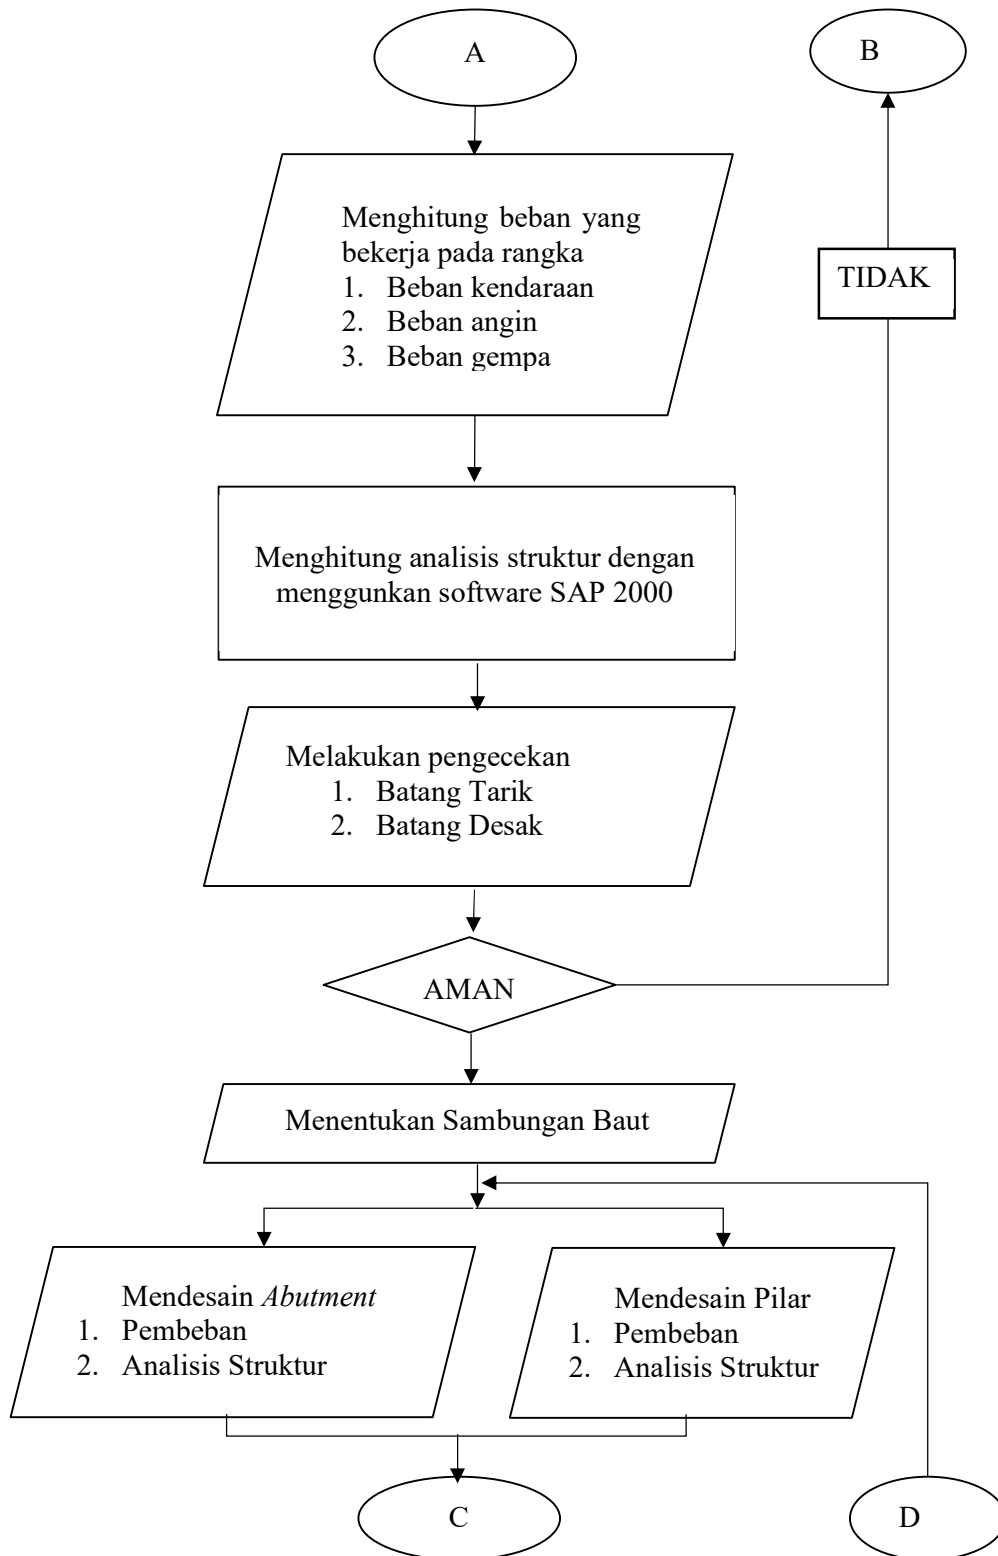 A
B
Menghitung beban yang
bekerja pada rangka
1. Beban kendaraan
2. Beban angin
3. Beban gempa
TIDAK
Menghitung analisis struktur dengan
menggunkan software SAP 2000
Melakukan pengecekan
1. Batang Tarik
2. Batang Desak
AMAN
Menentukan Sambungan Baut
Mendesain Abutment
1. Pembeban
2. Analisis Struktur
Mendesain Pilar
1. Pembeban
2. Analisis Struktur
C
D